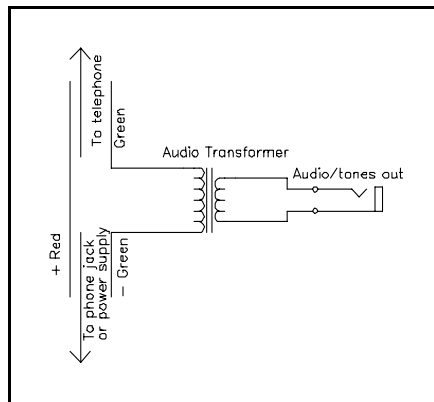 To telephone
Green
Audio Transformer
Audio/tones out
+ Red
To phone jack
or power supply
– Green